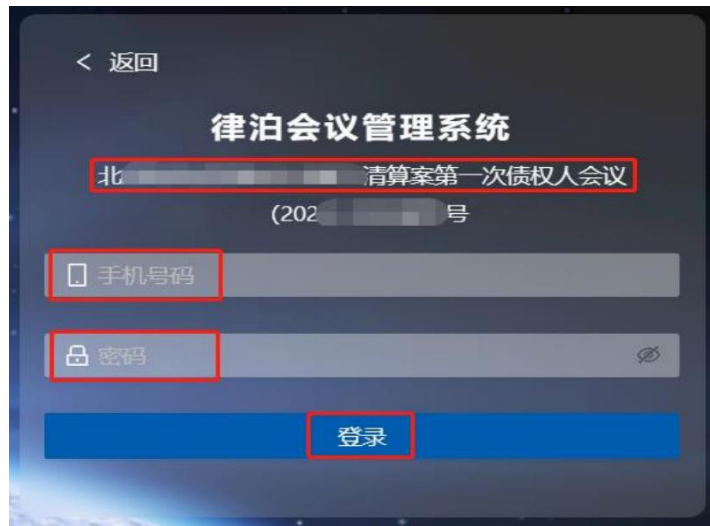 < 返回
律泊会议管理系统
北 清算案第一次债权人会议
(202 号
手机号码
密码
登录